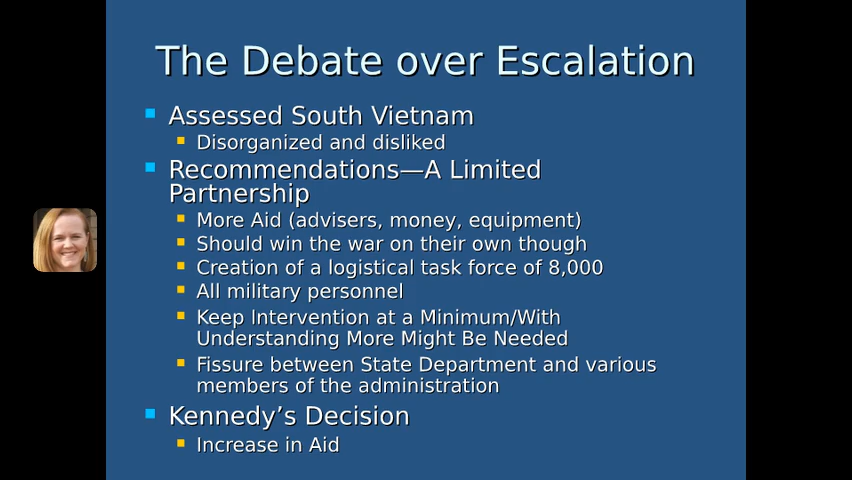 The Debate over Escalation
Assessed South Vietnam
Disorganized and disliked
Recommendations—A Limited
Partnership
More Aid (advisers, money, equipment)
Should win the war on their own though
Creation of a logistical task force of 8,000
All military personnel
Keep Intervention at a Minimum/With
Understanding More Might Be Needed
Fissure between State Department and various
members of the administration
Kennedy’s Decision
Increase in Aid